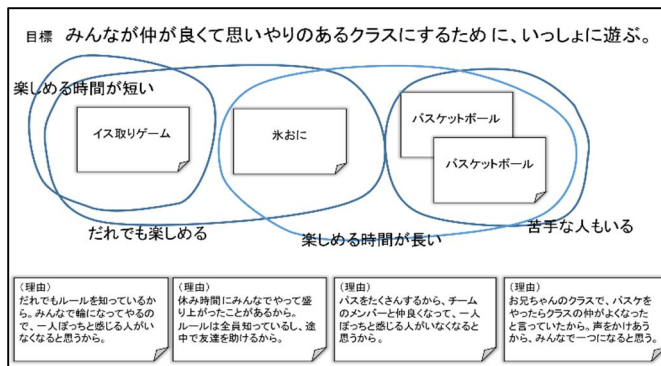 目標 みんなが仲が良くて思いやりのあるクラスにするために、いっしょに遊ぶ。
楽しめる時間が短い
イス取りゲーム
氷おに
バスケットボール
バスケットボール
だれでも楽しめる
楽しめる時間が長い
苦手な人もいる
(理由)
だれでもルールを知っているか
ら。みんなで輪になってやるの
で、一人ぼっちと感じる人がい
なくなると思うから。
(理由)
休み時間にみんなでやって盛
り上がったことがあるから。
ルールは全員知っているし、途
中で友達を助けるから。
(理由)
パスをたくさんするから、チーム
のメンバーと仲良くなって、一人
ぼっちと感じる人がいなくなると
思うから。
(理由)
お兄ちゃんのクラスで、バスケを
やったらクラスの仲がよくなった
と言っていたから。声をかけあう
から、みんなで一つになると思う。